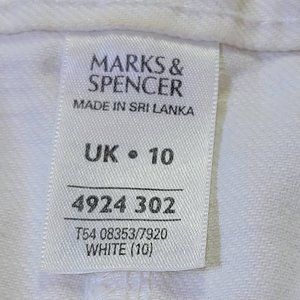 MARKS &
SPENCER
MADE IN SRI LANKA
UK • 10
4924 302
T54 08353/7920
WHITE (10)